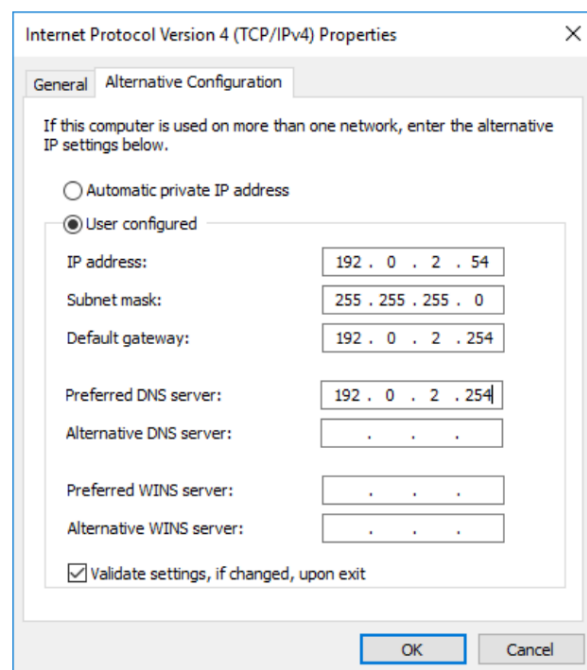 Internet Protocol Version 4 (TCP/IPv4) Properties
General Alternative Configuration
If this computer is used on more than one network, enter the alternative
IP settings below.
Automatic private IP address
User configured
IP address: 192 . 0 . 2 . 54
Subnet mask: 255 . 255 . 255 . 0
Default gateway: 192 . 0 . 2 . 254
Preferred DNS server: 192 . 0 . 2 . 254
Alternative DNS server: . . .
Preferred WINS server: . . .
Alternative WINS server: . . .
Validate settings, if changed, upon exit
OK Cancel